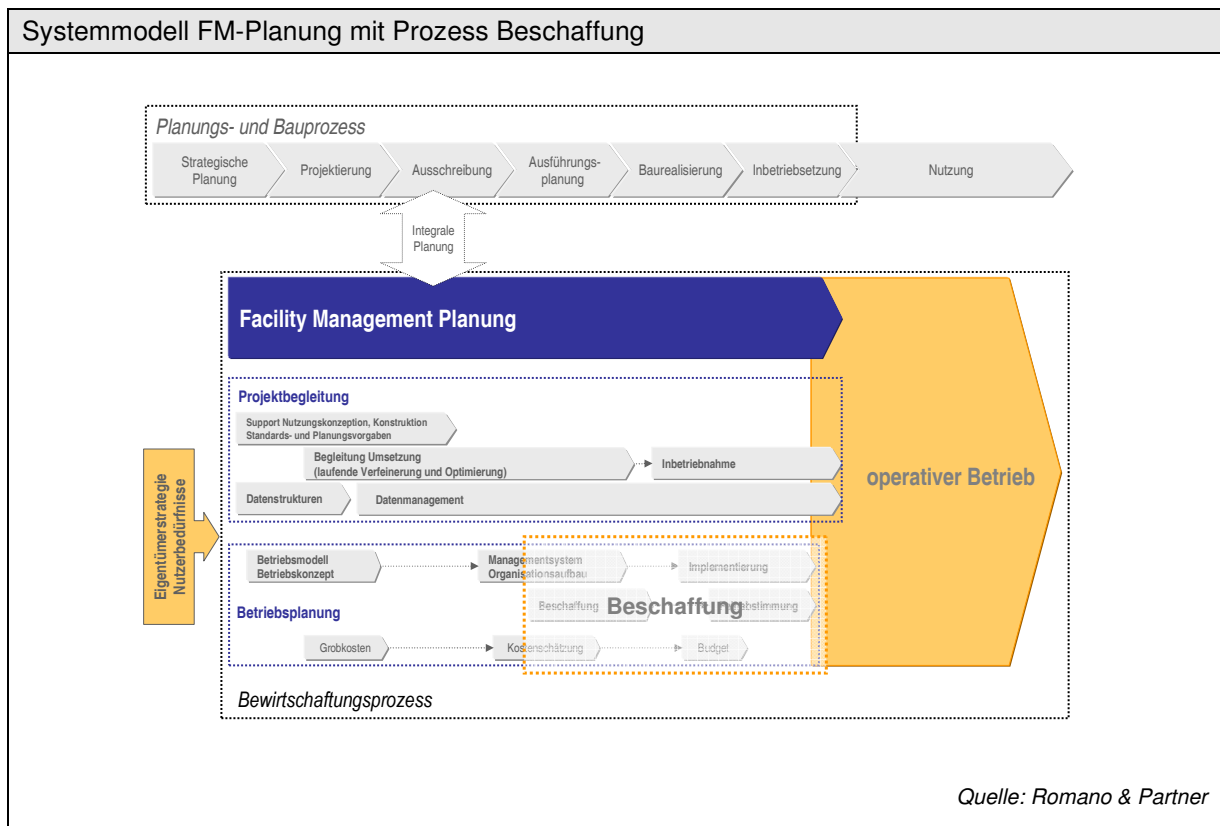 Systemmodell FM-Planung mit Prozess Beschaffung
Planungs- und Bauprozess
Strategische
Planung
Projektierung
Ausschreibung
Ausführungs-
planung
Baurealisierung
Inbetriebsetzung
Nutzung
Integrale
Planung
Facility Management Planung
Projektbegleitung
Support Nutzungskonzeption, Konstruktion
Standards- und Planungsvorgaben
Begleitung Umsetzung
(laufende Verfeinerung und Optimierung)
Inbetriebnahme
Datenstrukturen
Datenmanagement
operativer Betrieb
Eigentümerstrategie
Nutzerbedürfnisse
Betriebsmodell
Betriebskonzept
Managementsystem
Organisationsaufbau
Implementierung
Betriebsplanung
Beschaffung
Beschaffung
Grobkosten
Kostenschätzung
Budget
Bewirtschaftungsprozess
Quelle: Romano & Partner